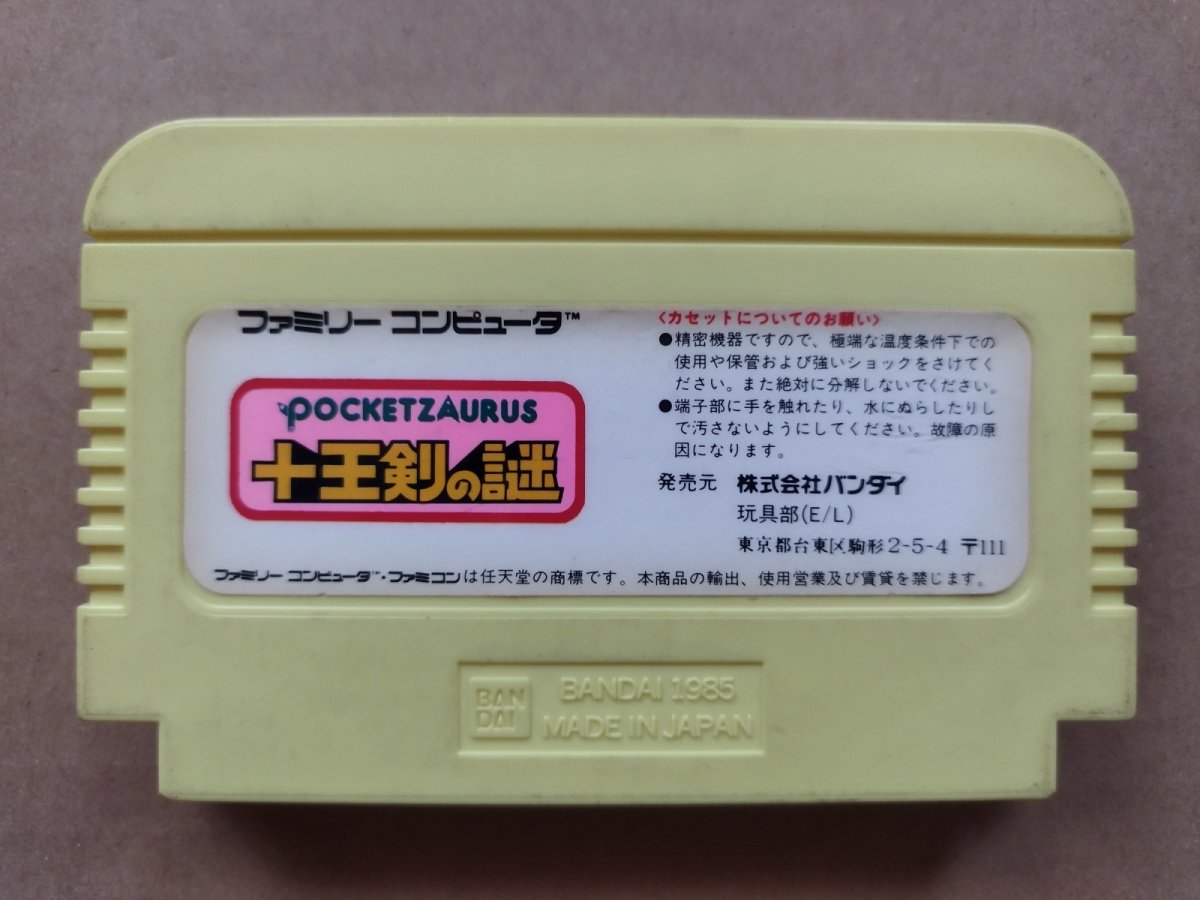 ファミリー コンピュータ™
POCKETZAURUS
十王剣の謎
〈カセットについてのお願い〉
●精密機器ですので、極端な温度条件下での
使用や保管および強いショックをさけてく
ださい。また絶対に分解しないでください。
●端子部に手を触れたり、水にぬらしたりし
て汚さないようにしてください。故障の原
因になります。
発売元 株式会社バンダイ
玩具部(E/L)
東京都台東区駒形2-5-4 〒111
ファミリー コンピュータ™・ファミコンは任天堂の商標です。本商品の輸出、使用営業及び賃貸を禁じます。
BAN
DAI
BANDAI 1985
MADE IN JAPAN